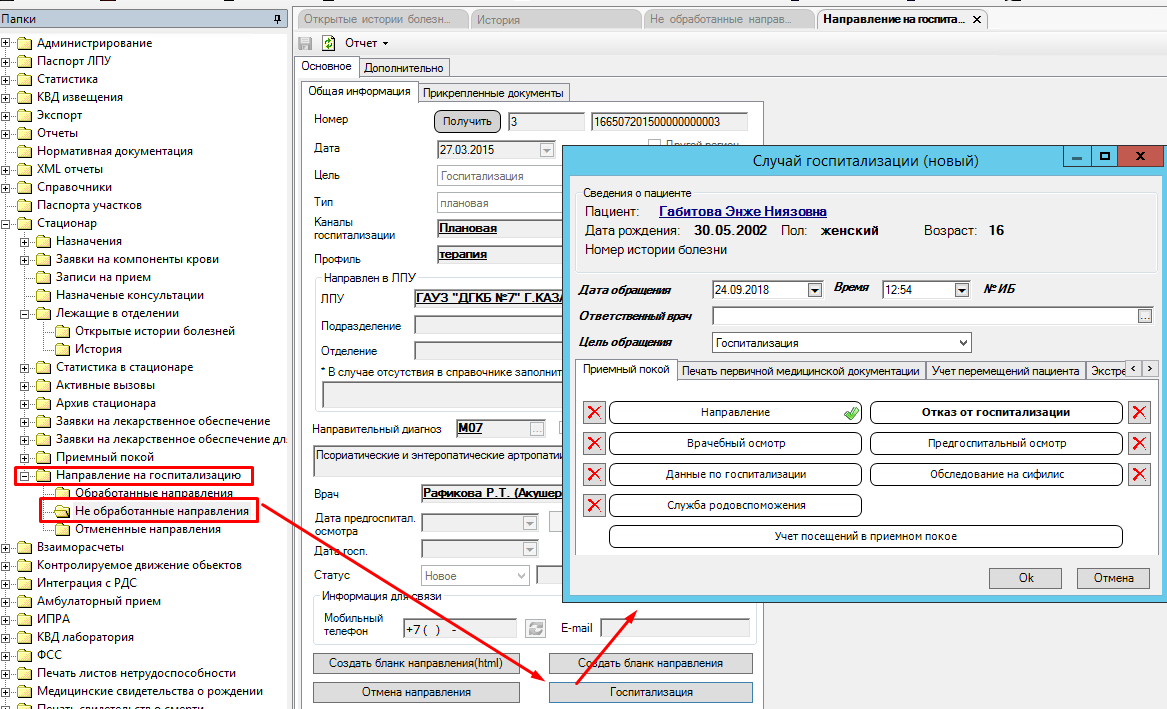 Папки
Администрирование
Паспорт ЛПУ
Статистика
КВД извещения
Экспорт
Отчеты
Нормативная документация
XML отчеты
Справочники
Паспорта участков
Стационар
Назначения
Заявки на компоненты крови
Записи на прием
Назначеные консультации
Лежащие в отделении
Открытые истории болезней
История
Статистика в стационаре
Активные вызовы
Архив стационара
Заявки на лекарственное обеспечение
Заявки на лекарственное обеспечение для
Приемный покой
Направление на госпитализацию
Обработанные направления
Не обработанные направления
Отмененные направления
Взаиморасчеты
Контролируемое движение обьектов
Интеграция с РДС
Амбулаторный прием
ИПРА
КВД лаборатория
ФСС
Печать листов нетрудоспособности
Медицинские свидетельства о рождении
Печать свидетельств о смерти
Открытые истории болезн...
История
Не обработанные направ...
Направление на госпита...
Отчет
Основное
Дополнительно
Общая информация
Прикрепленные документы
Номер
Получить
3
166507201500000000003
Дата
27.03.2015
Другой регион
Цель
Госпитализация
Тип
плановая
Каналы госпитализации
Плановая
Профиль
терапия
Направлен в ЛПУ
ЛПУ
ГАУЗ "ДГКБ №7" Г.КАЗА
Подразделение
Отделение
* В случае отсутствия в справочнике заполнит
Направительный диагноз
M07
...
Псориатические и энтеропатические артропати
Врач
Рафикова Р.Т. (Акушер
Дата предгоспитал. осмотра
Дата госп.
Статус
Новое
Информация для связи
Мобильный телефон
+7 ( ) -
E-mail
Создать бланк направления(html)
Создать бланк направления
Отмена направления
Госпитализация
Случай госпитализации (новый)
Сведения о пациенте
Пациент:
Габитова Энже Ниязовна
Дата рождения:
30.05.2002
Пол:
женский
Возраст:
16
Номер истории болезни
Дата обращения
24.09.2018
Время
12:54
№ ИБ
Ответственный врач
...
Цель обращения
Госпитализация
Приемный покой
Печать первичной медицинской документации
Учет перемещений пациента
Экстре
Направление
Отказ от госпитализации
Врачебный осмотр
Предгоспитальный осмотр
Данные по госпитализации
Обследование на сифилис
Служба родовспоможения
Учет посещений в приемном покое
Ok
Отмена